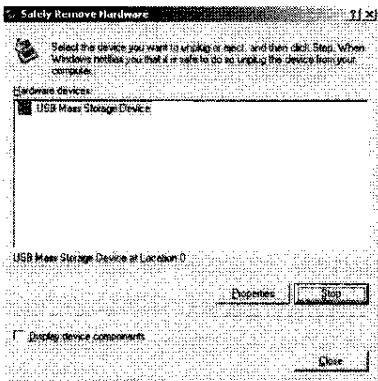 Safely Remove Hardware
Select the device you want to unplug or eject, and then click Stop. When
Windows notifies you that it is safe to do so unplug the device from your
computer.
Hardware devices:
USB Mass Storage Device
USB Mass Storage Device at Location 0
Properties
Stop
Display device components
Close